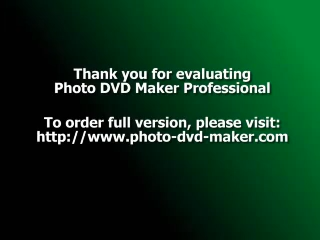 Thank you for evaluating
Photo DVD Maker Professional
To order full version, please visit:
http://www.photo-dvd-maker.com